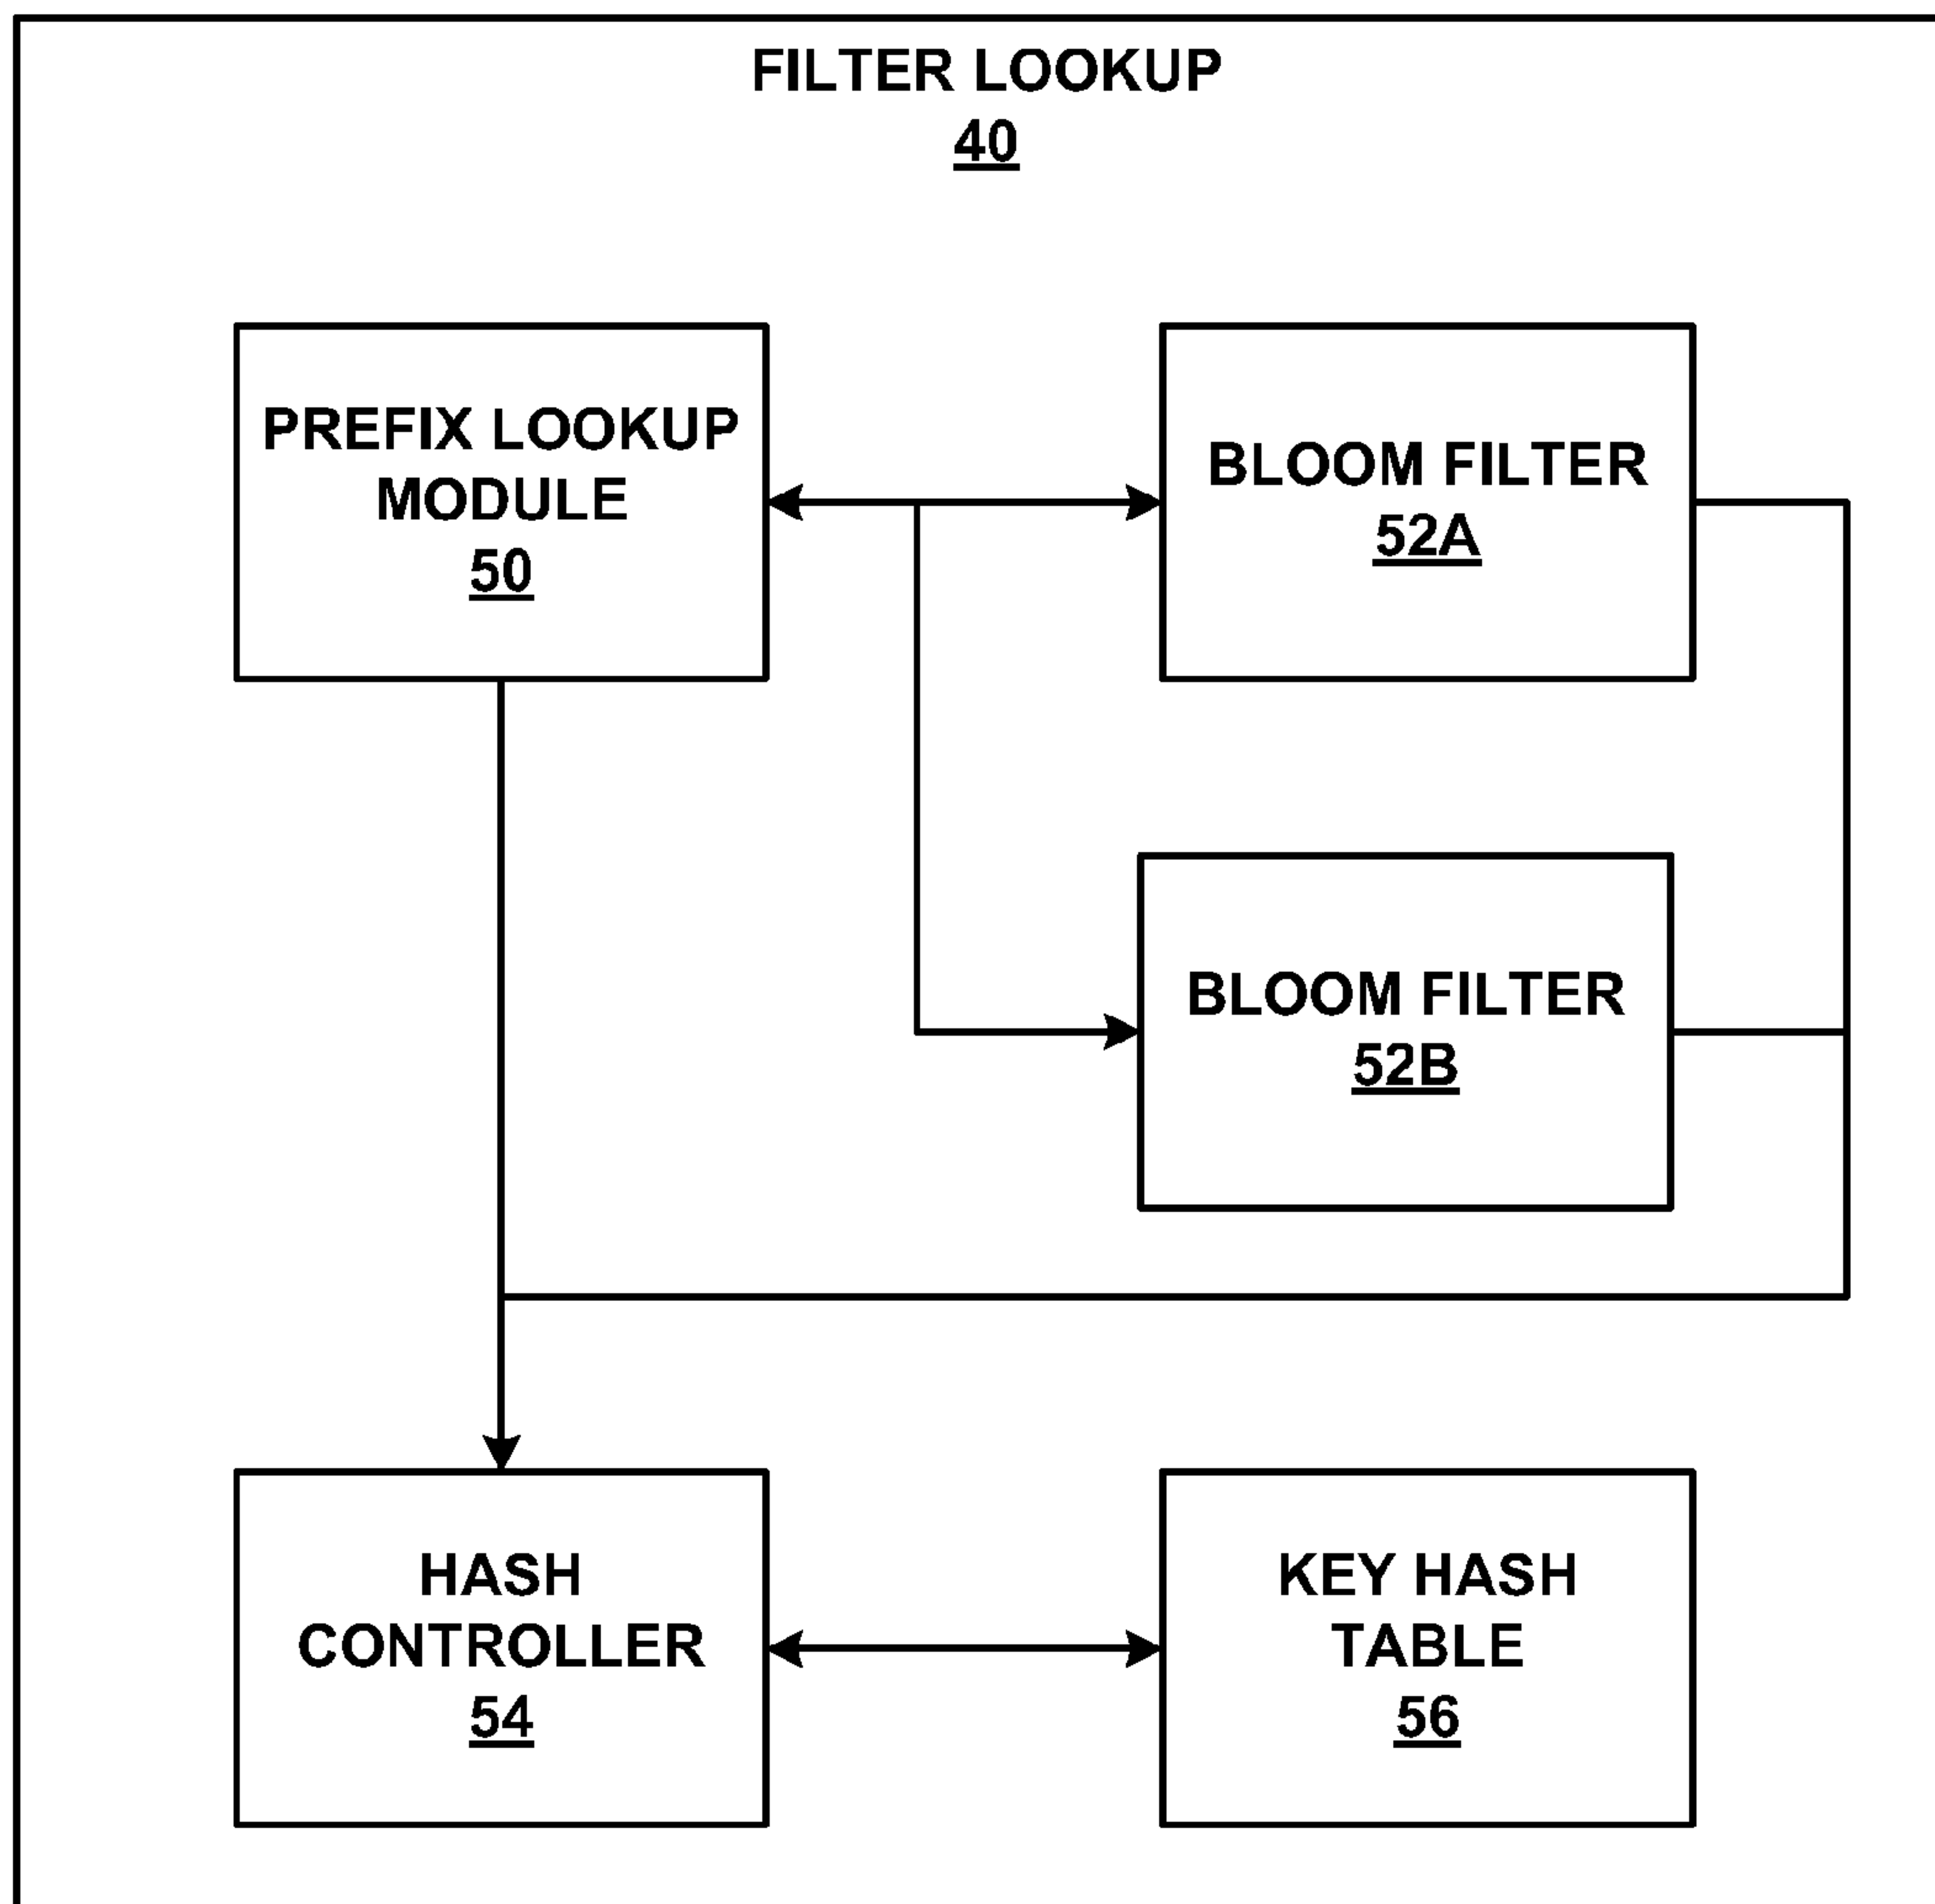 FILTER LOOKUP
40
PREFIX LOOKUP
MODULE
50
BLOOM FILTER
52A
BLOOM FILTER
52B
HASH
CONTROLLER
54
KEY HASH
TABLE
56